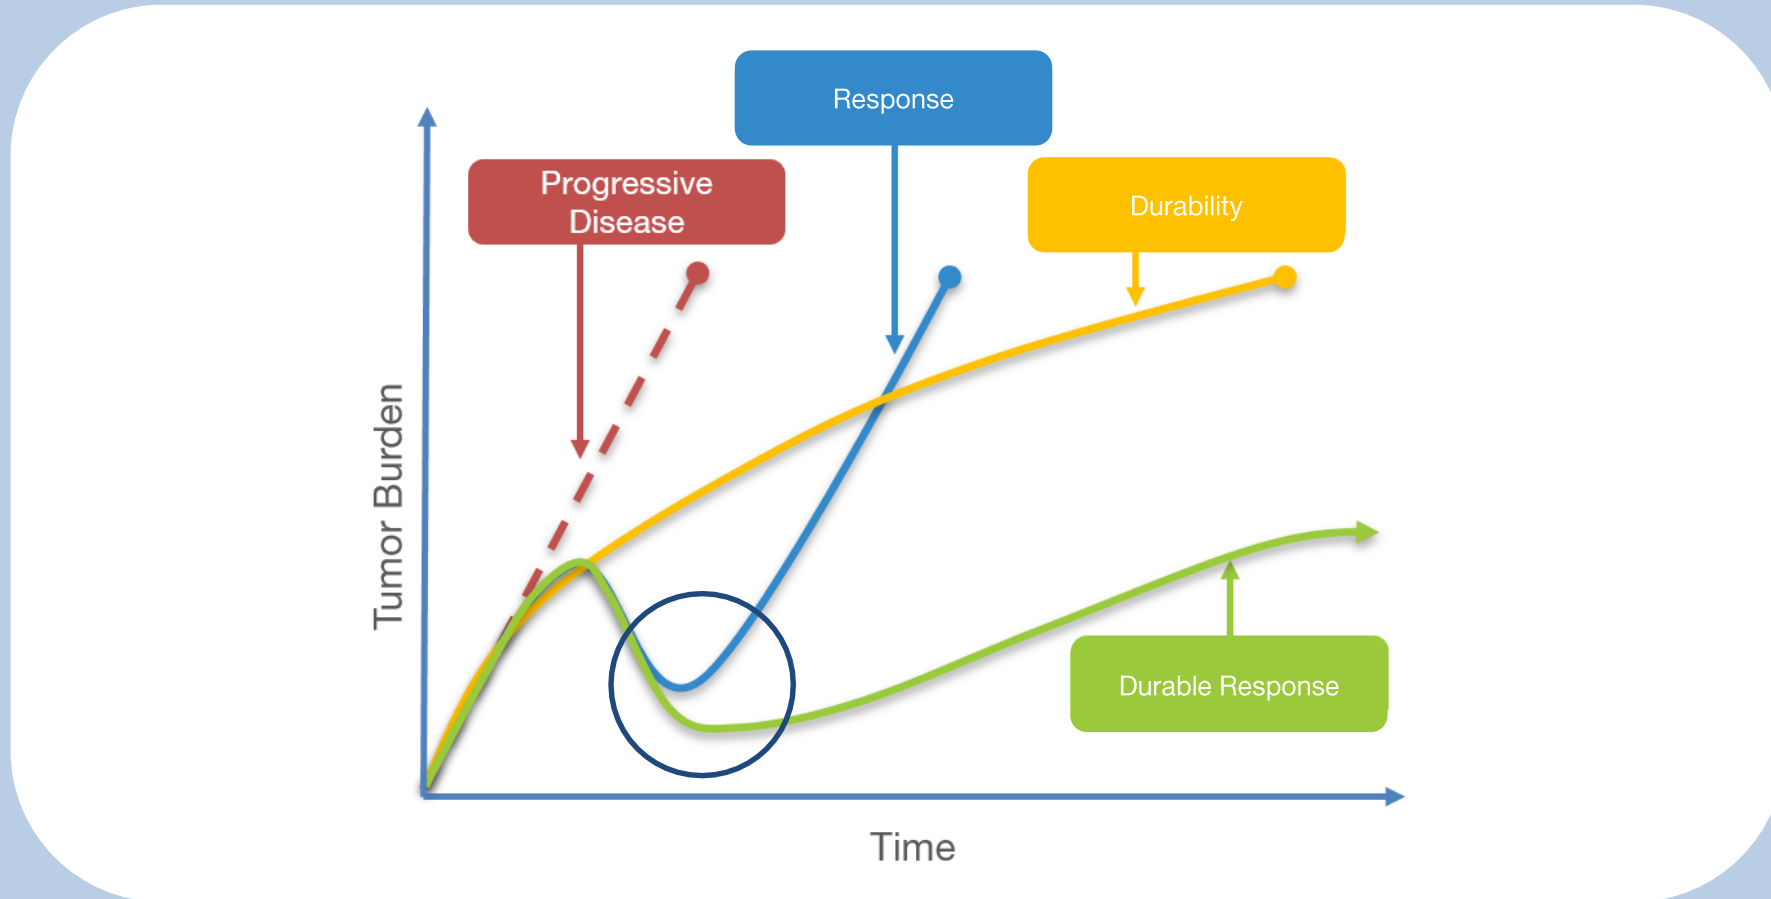 Response
Progressive
Disease
Durability
Tumor Burden
Durable Response
Time